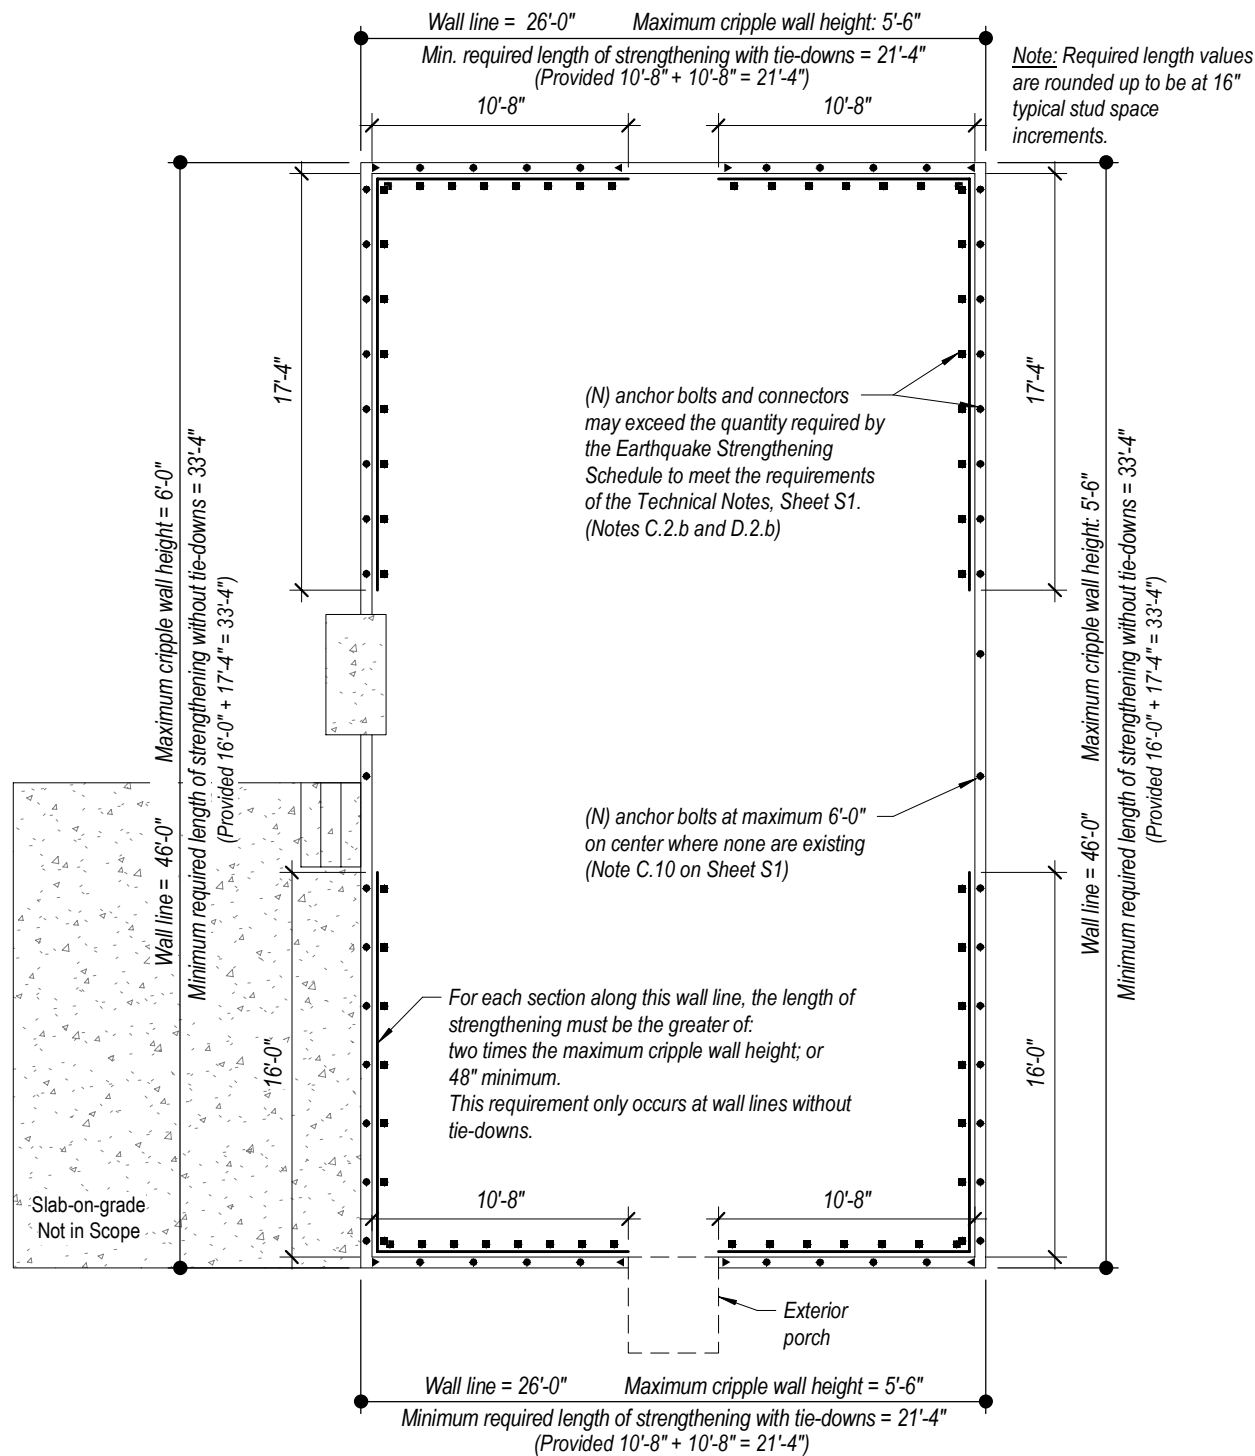 Wall line = 26'-0" Maximum cripple wall height: 5'-6"
Min. required length of strengthening with tie-downs = 21'-4"
(Provided 10'-8" + 10'-8" = 21'-4")
Note: Required length values
are rounded up to be at 16"
typical stud space
increments.
10'-8"
10'-8"
17'-4"
17'-4"
(N) anchor bolts and connectors
may exceed the quantity required by
the Earthquake Strengthening
Schedule to meet the requirements
of the Technical Notes, Sheet S1.
(Notes C.2.b and D.2.b)
Wall line = 46'-0" Maximum cripple wall height = 6'-0"
Minimum required length of strengthening without tie-downs = 33'-4"
(Provided 16'-0" + 17'-4" = 33'-4")
Wall line = 46'-0" Maximum cripple wall height: 5'-6"
Minimum required length of strengthening without tie-downs = 33'-4"
(Provided 16'-0" + 17'-4" = 33'-4")
(N) anchor bolts at maximum 6'-0"
on center where none are existing
(Note C.10 on Sheet S1)
For each section along this wall line, the length of
strengthening must be the greater of:
two times the maximum cripple wall height; or
48" minimum.
This requirement only occurs at wall lines without
tie-downs.
16'-0"
16'-0"
Slab-on-grade
Not in Scope
10'-8"
10'-8"
Exterior
porch
Wall line = 26'-0" Maximum cripple wall height = 5'-6"
Minimum required length of strengthening with tie-downs = 21'-4"
(Provided 10'-8" + 10'-8" = 21'-4")